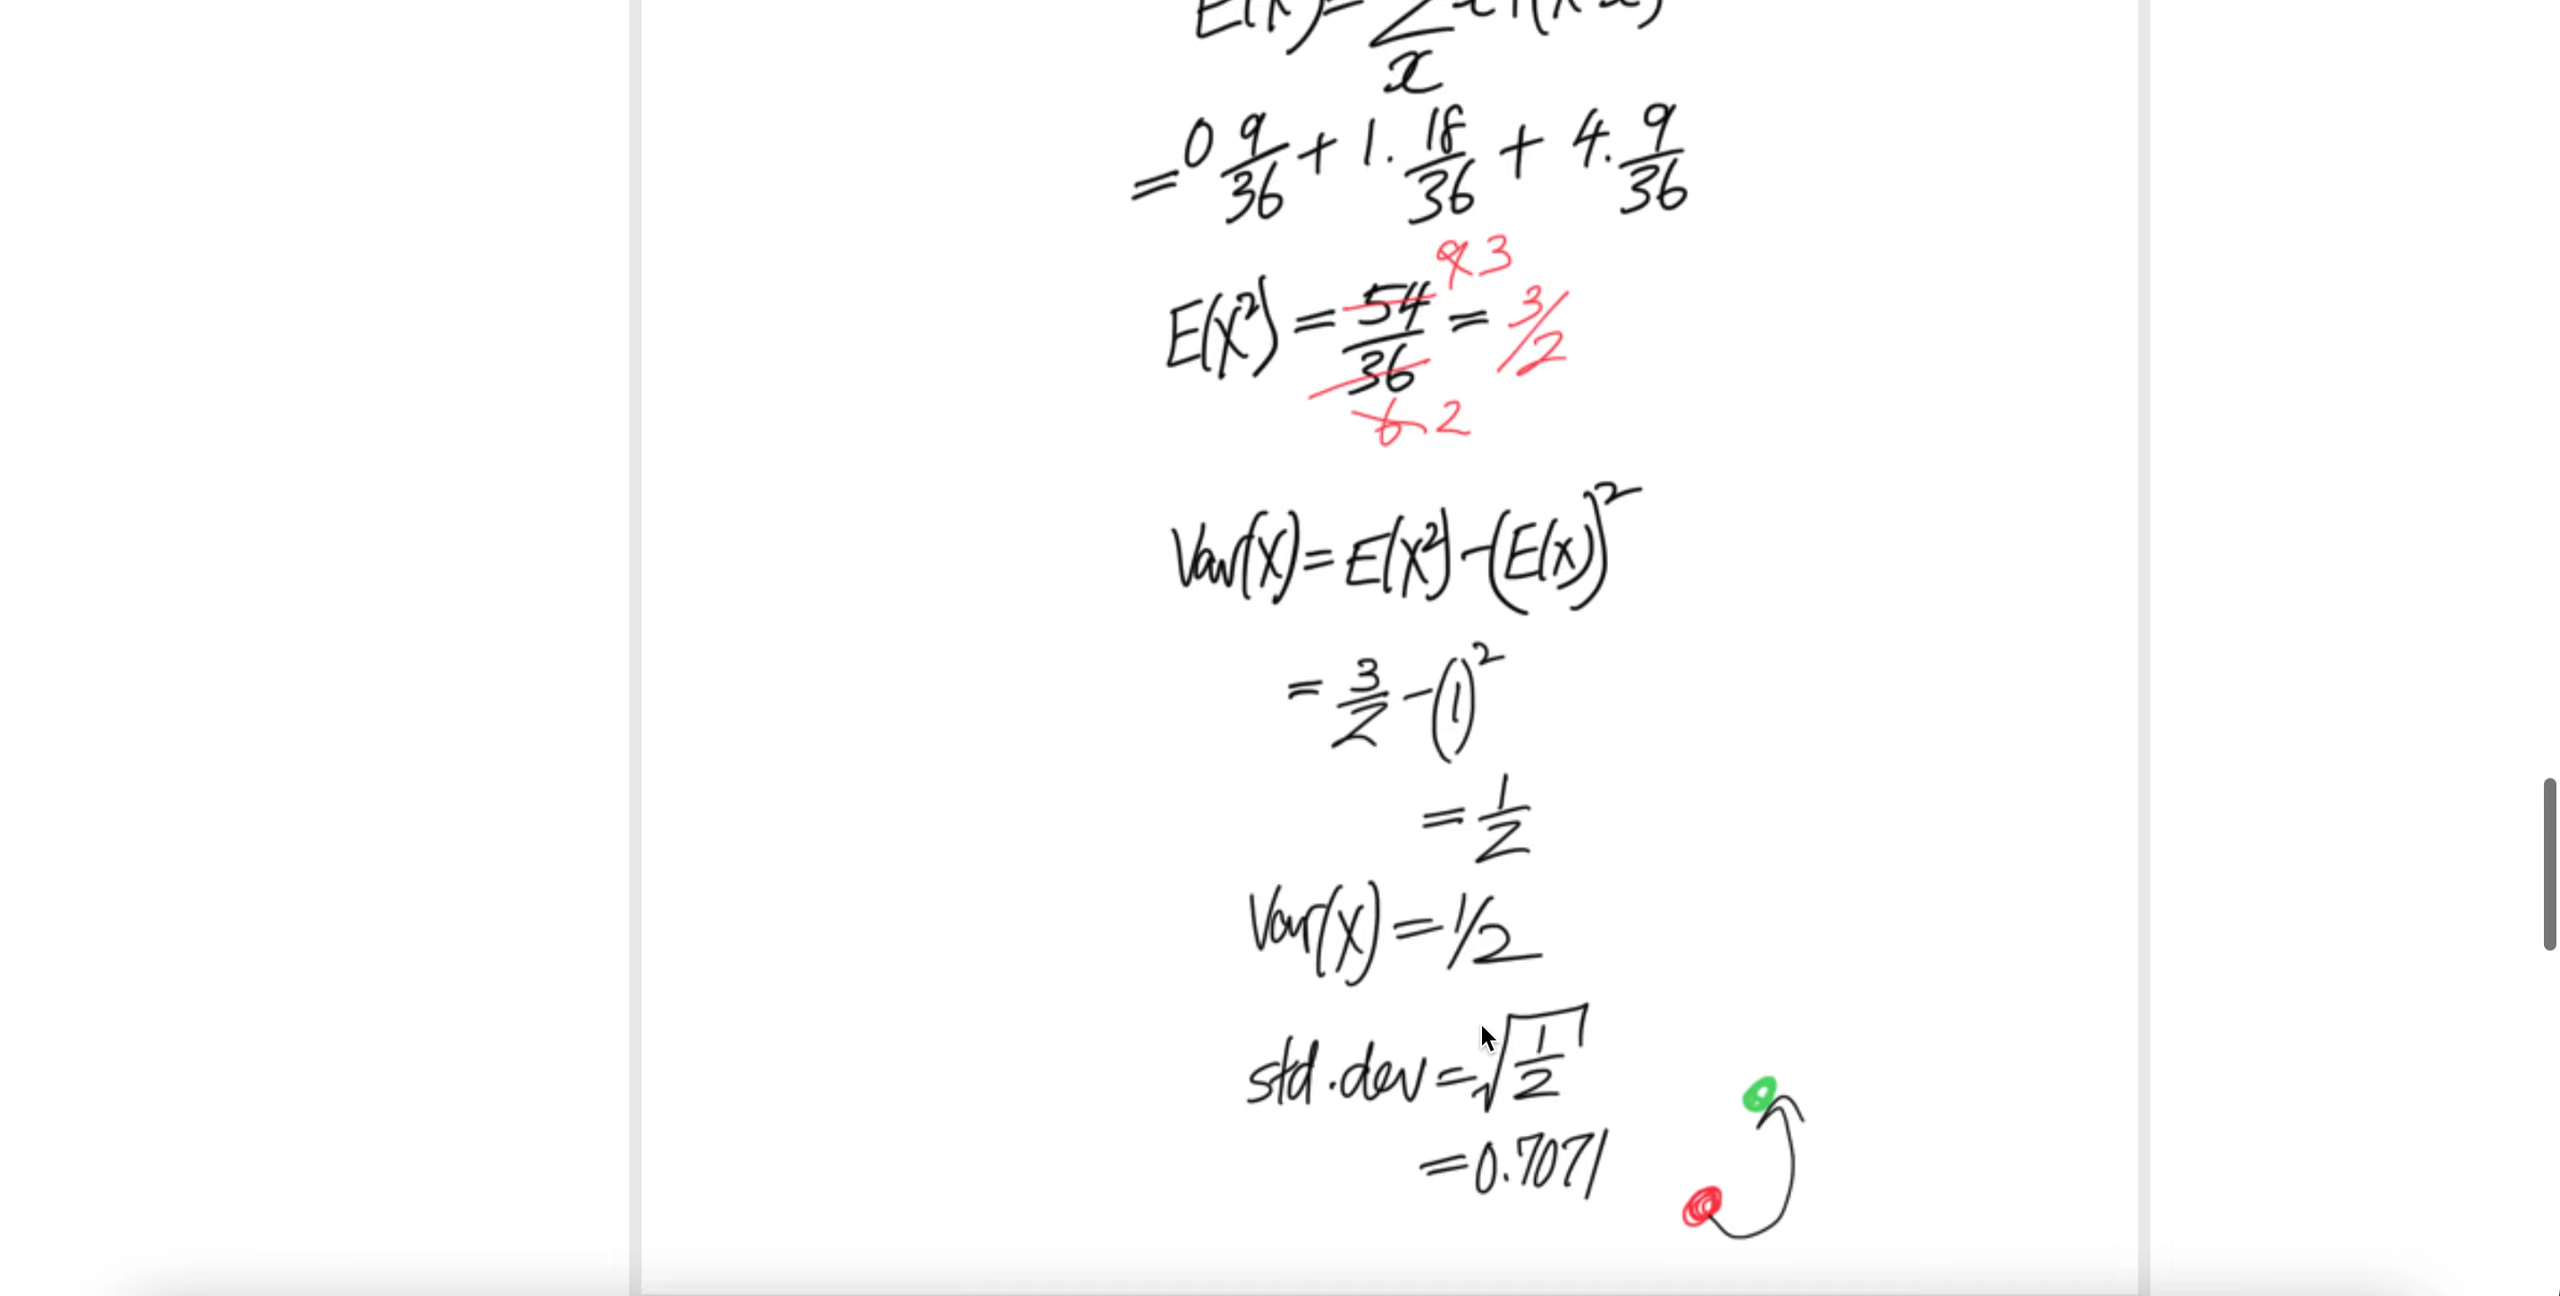 E(X)= Σ x
x
= 0 9/36 + 1. 18/36 + 4. 9/36
9 3
E(X²) = 54/36 = 3/2
6 2
Var(X) = E(X²) - (E(X))²
= 3/2 - (1)²
= 1/2
Var(X) = 1/2
std.dev = √1/2
= 0.7071